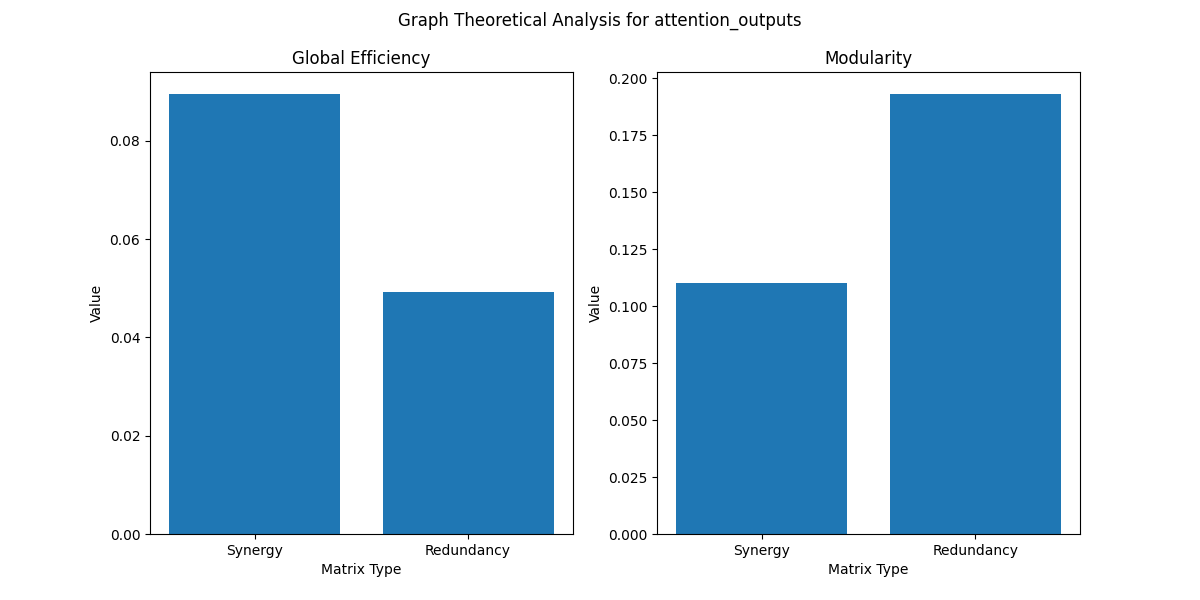 Graph Theoretical Analysis for attention_outputs
Global Efficiency
0.08
0.06
0.04
0.02
0.00
Value
Synergy Redundancy
Matrix Type
Modularity
0.200
0.175
0.150
0.125
0.100
0.075
0.050
0.025
0.000
Value
Synergy Redundancy
Matrix Type